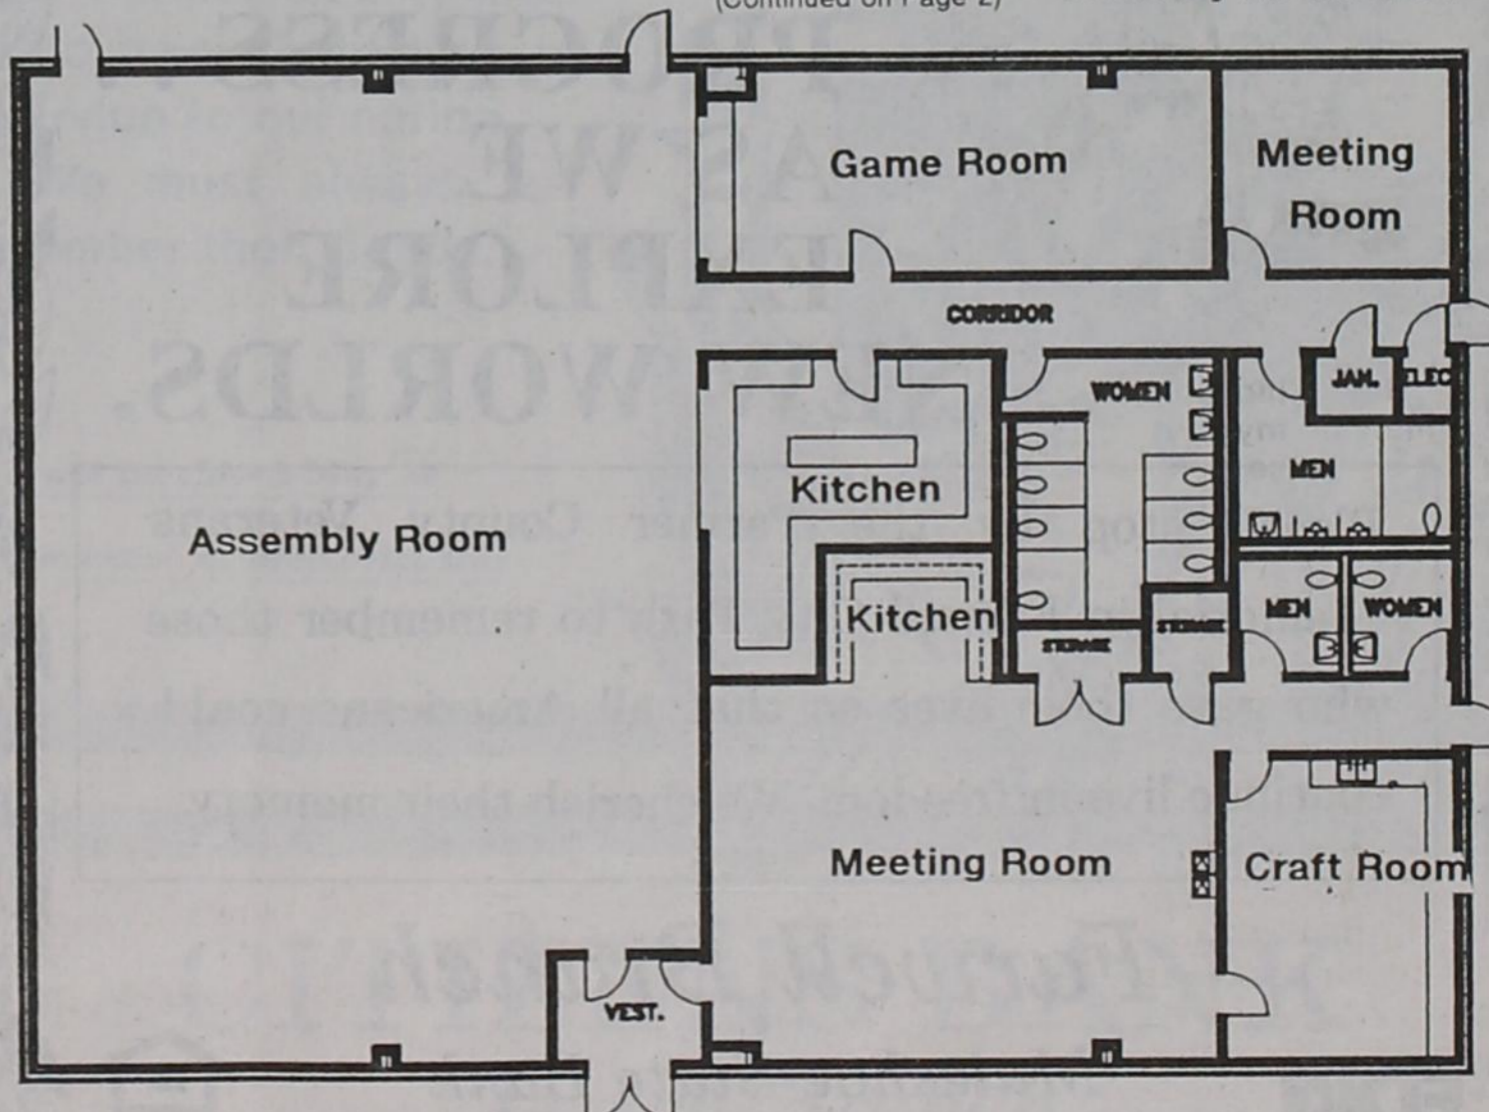 (Continued on Page 2)
Game Room
Meeting
Room
CORRIDOR
WOMEN
JAN.
ELEC
MEN
Kitchen
Assembly Room
Kitchen
MEN
WOMEN
STORAGE
STORAGE
Meeting Room
Craft Room
VEST.